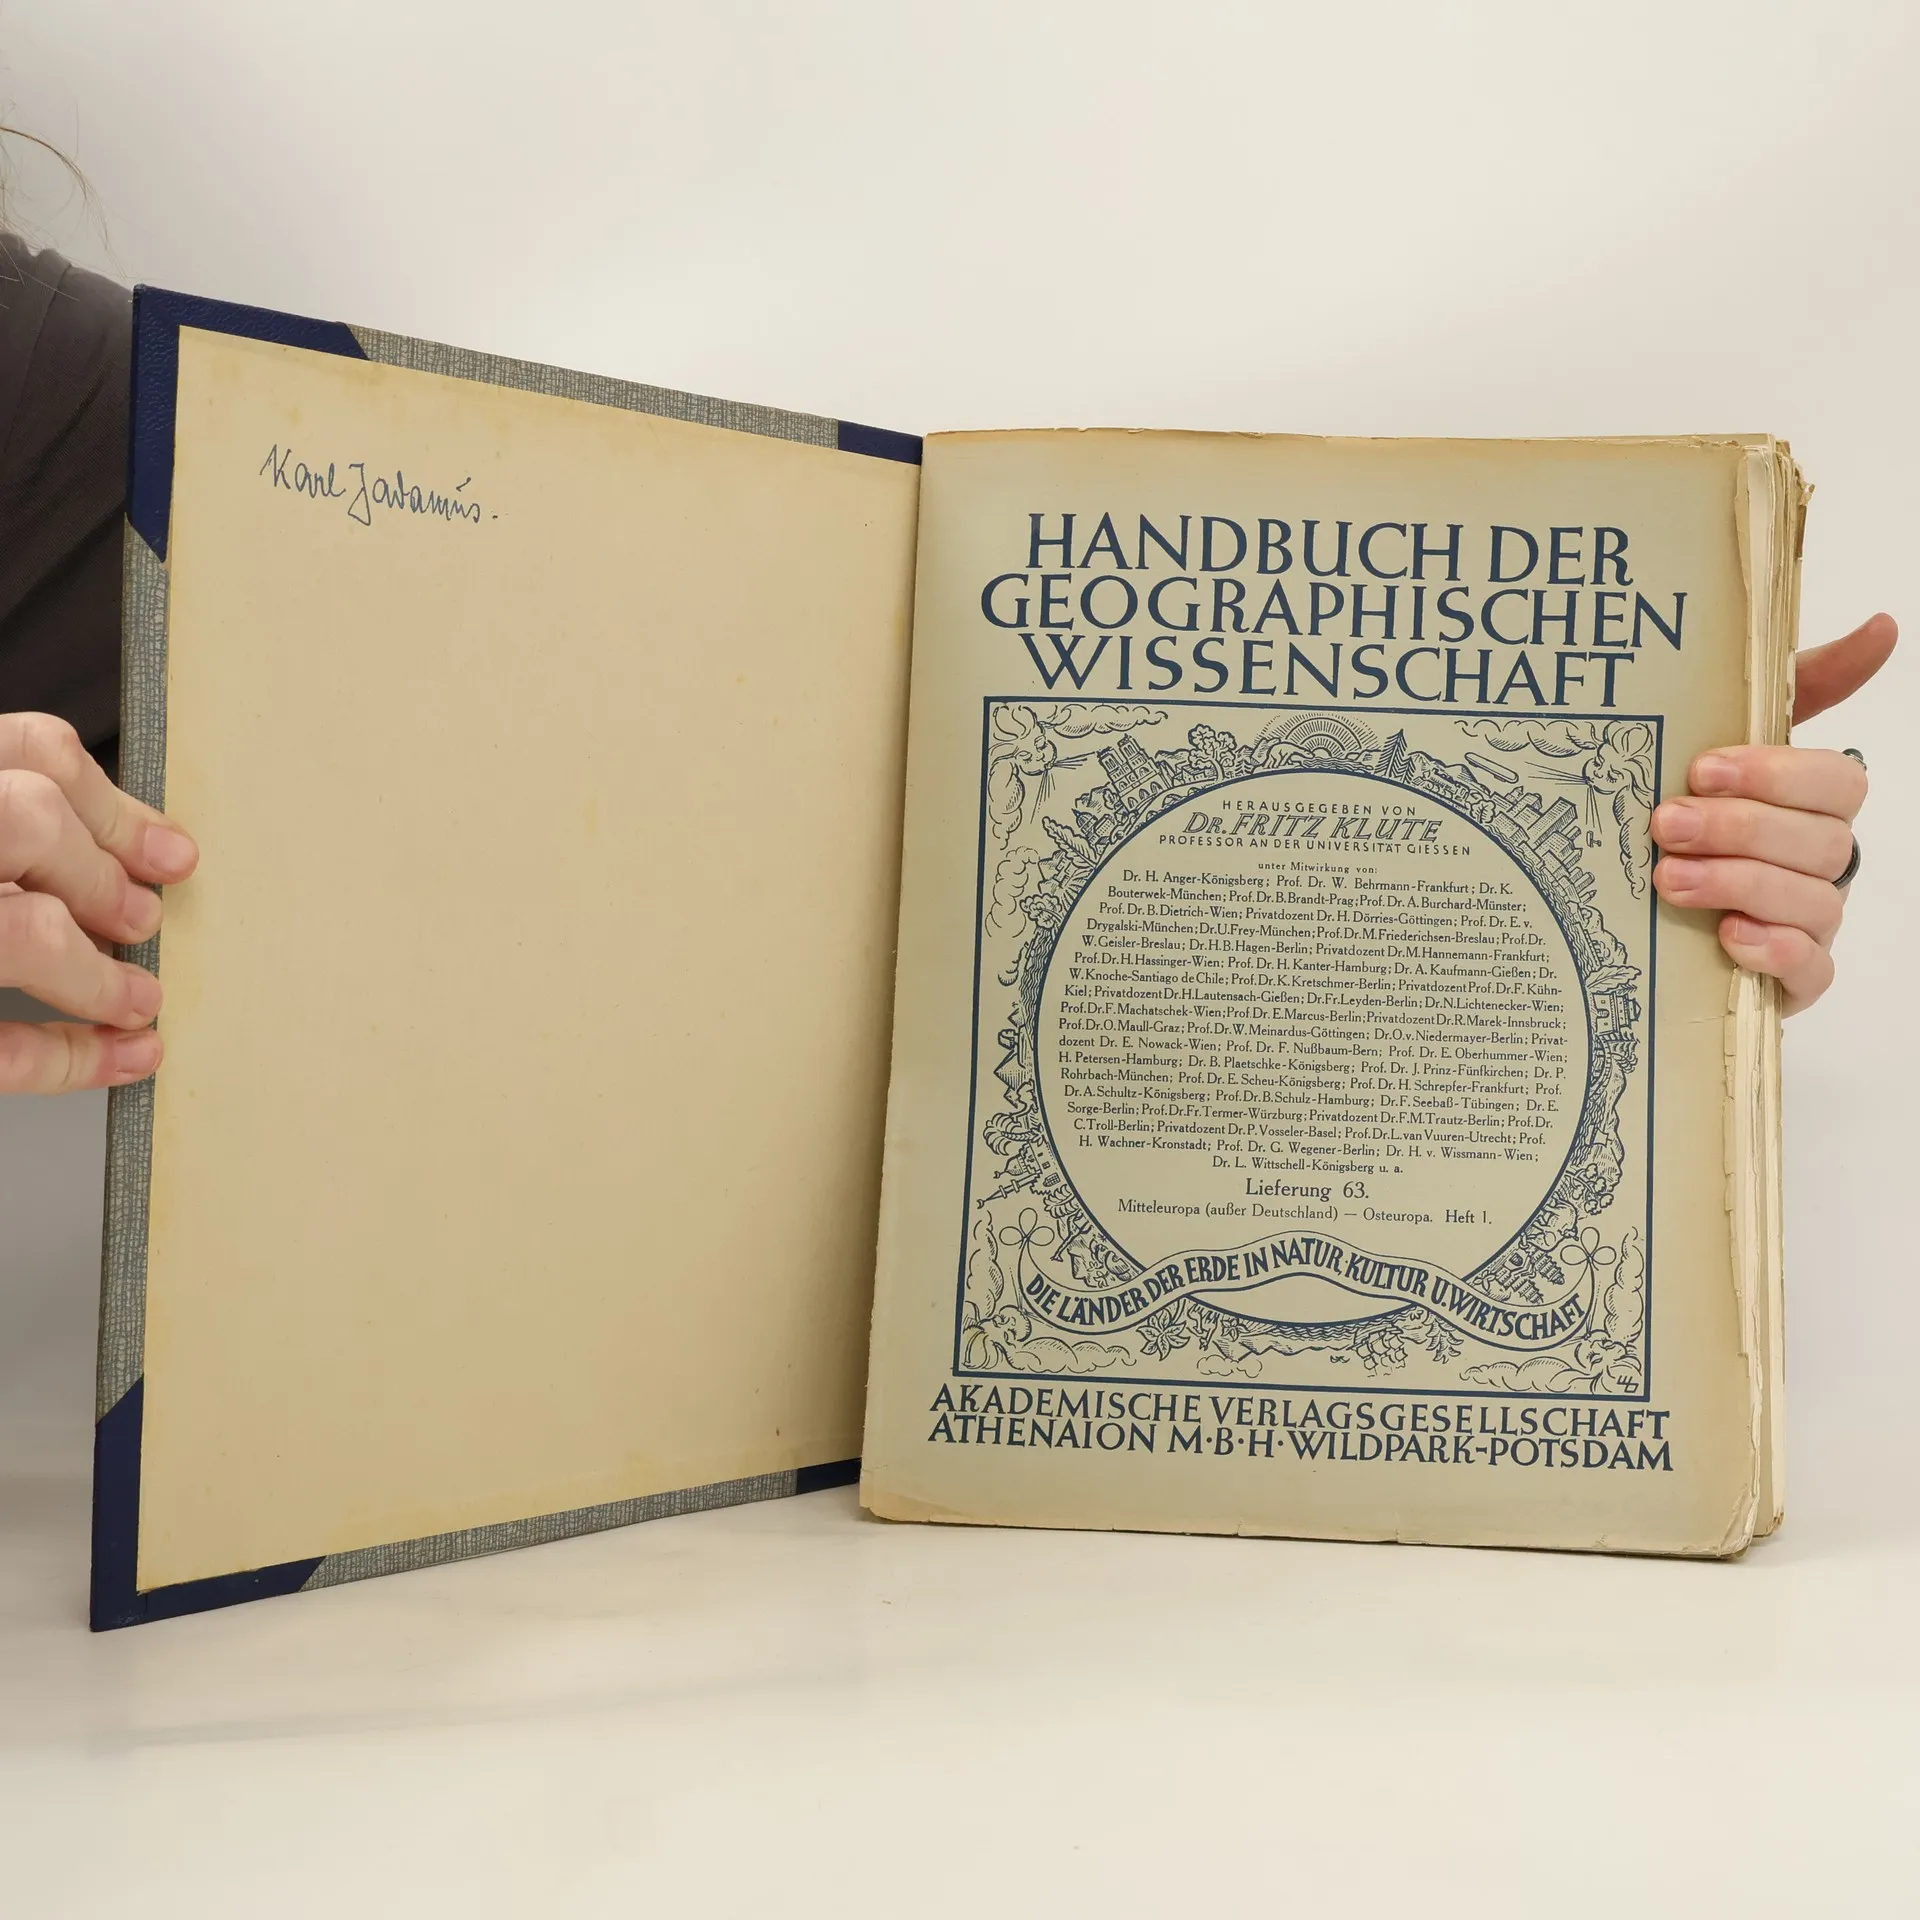 Karl Jadamus.
HANDBUCH DER
GEOGRAPHISCHEN
WISSENSCHAFT
HERAUSGEGEBEN VON
DR. FRITZ KLUTE
PROFESSOR AN DER UNIVERSITÄT GIESSEN
unter Mitwirkung von:
Dr. H. Anger-Königsberg; Prof. Dr. W. Behrmann-Frankfurt; Dr. K.
Bouterwek-München; Prof. Dr. B. Brandt-Prag; Prof. Dr. A. Burchard-Münster;
Prof. Dr. B. Dietrich-Wien; Privatdozent Dr. H. Dörries-Göttingen; Prof. Dr. E. v.
Drygalski-München; Dr. U. Frey-München; Prof. Dr. M. Friederichsen-Breslau; Prof. Dr.
W. Geisler-Breslau; Dr. H. B. Hagen-Berlin; Privatdozent Dr. M. Hannemann-Frankfurt;
Prof. Dr. H. Hassinger-Wien; Prof. Dr. H. Kanter-Hamburg; Dr. A. Kaufmann-Gießen; Dr.
W. Knoche-Santiago de Chile; Prof. Dr. K. Kretschmer-Berlin; Privatdozent Prof. Dr. F. Kühn-
Kiel; Privatdozent Dr. H. Lautensach-Gießen; Dr. Fr. Leyden-Berlin; Dr. N. Lichtenecker-Wien;
Prof. Dr. F. Machatschek-Wien; Prof. Dr. E. Marcus-Berlin; Privatdozent Dr. R. Marek-Innsbruck;
Prof. Dr. O. Maull-Graz; Prof. Dr. W. Meinardus-Göttingen; Dr. O. v. Niedermayer-Berlin; Privat-
dozent Dr. E. Nowack-Wien; Prof. Dr. F. Nußbaum-Bern; Prof. Dr. E. Oberhummer-Wien;
H. Petersen-Hamburg; Dr. B. Plaetschke-Königsberg; Prof. Dr. J. Prinz-Fünfkirchen; Dr. P.
Rohrbach-München; Prof. Dr. E. Scheu-Königsberg; Prof. Dr. H. Schrepfer-Frankfurt; Prof.
Dr. A. Schultz-Königsberg; Prof. Dr. B. Schulz-Hamburg; Dr. F. Seebaß-Tübingen; Dr. E.
Sorge-Berlin; Prof. Dr. Fr. Termer-Würzburg; Privatdozent Dr. F. M. Trautz-Berlin; Prof. Dr.
C. Troll-Berlin; Privatdozent Dr. P. Vosseler-Basel; Prof. Dr. L. van Vuuren-Utrecht; Prof.
H. Wachner-Kronstadt; Prof. Dr. G. Wegener-Berlin; Dr. H. v. Wissmann-Wien;
Dr. L. Wittschell-Königsberg u. a.
Lieferung 63.
Mitteleuropa (außer Deutschland) — Osteuropa. Heft 1.
DIE LÄNDER DER ERDE IN NATUR, KULTUR U. WIRTSCHAFT
AKADEMISCHE VERLAGSGESELLSCHAFT
ATHENAION M·B·H·WILDPARK-POTSDAM